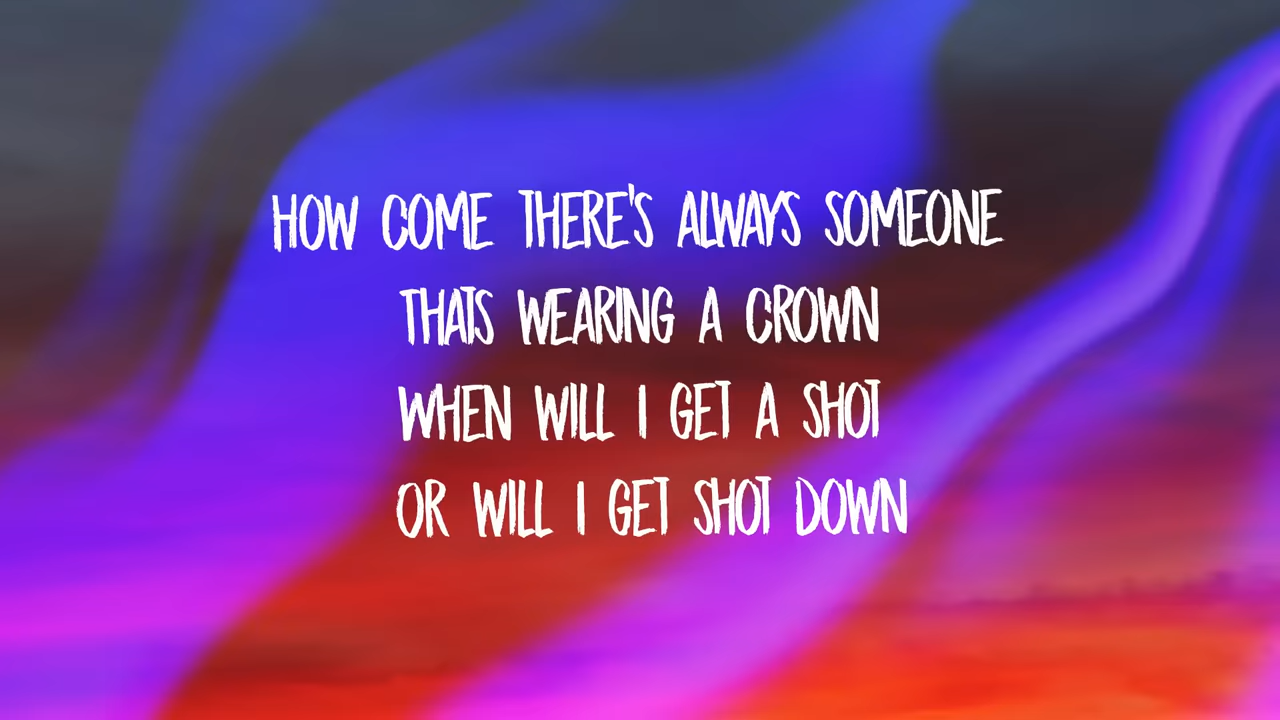 HOW COME THERE'S ALWAYS SOMEONE
THATS WEARING A CROWN
WHEN WILL I GET A SHOT
OR WILL I GET SHOT DOWN